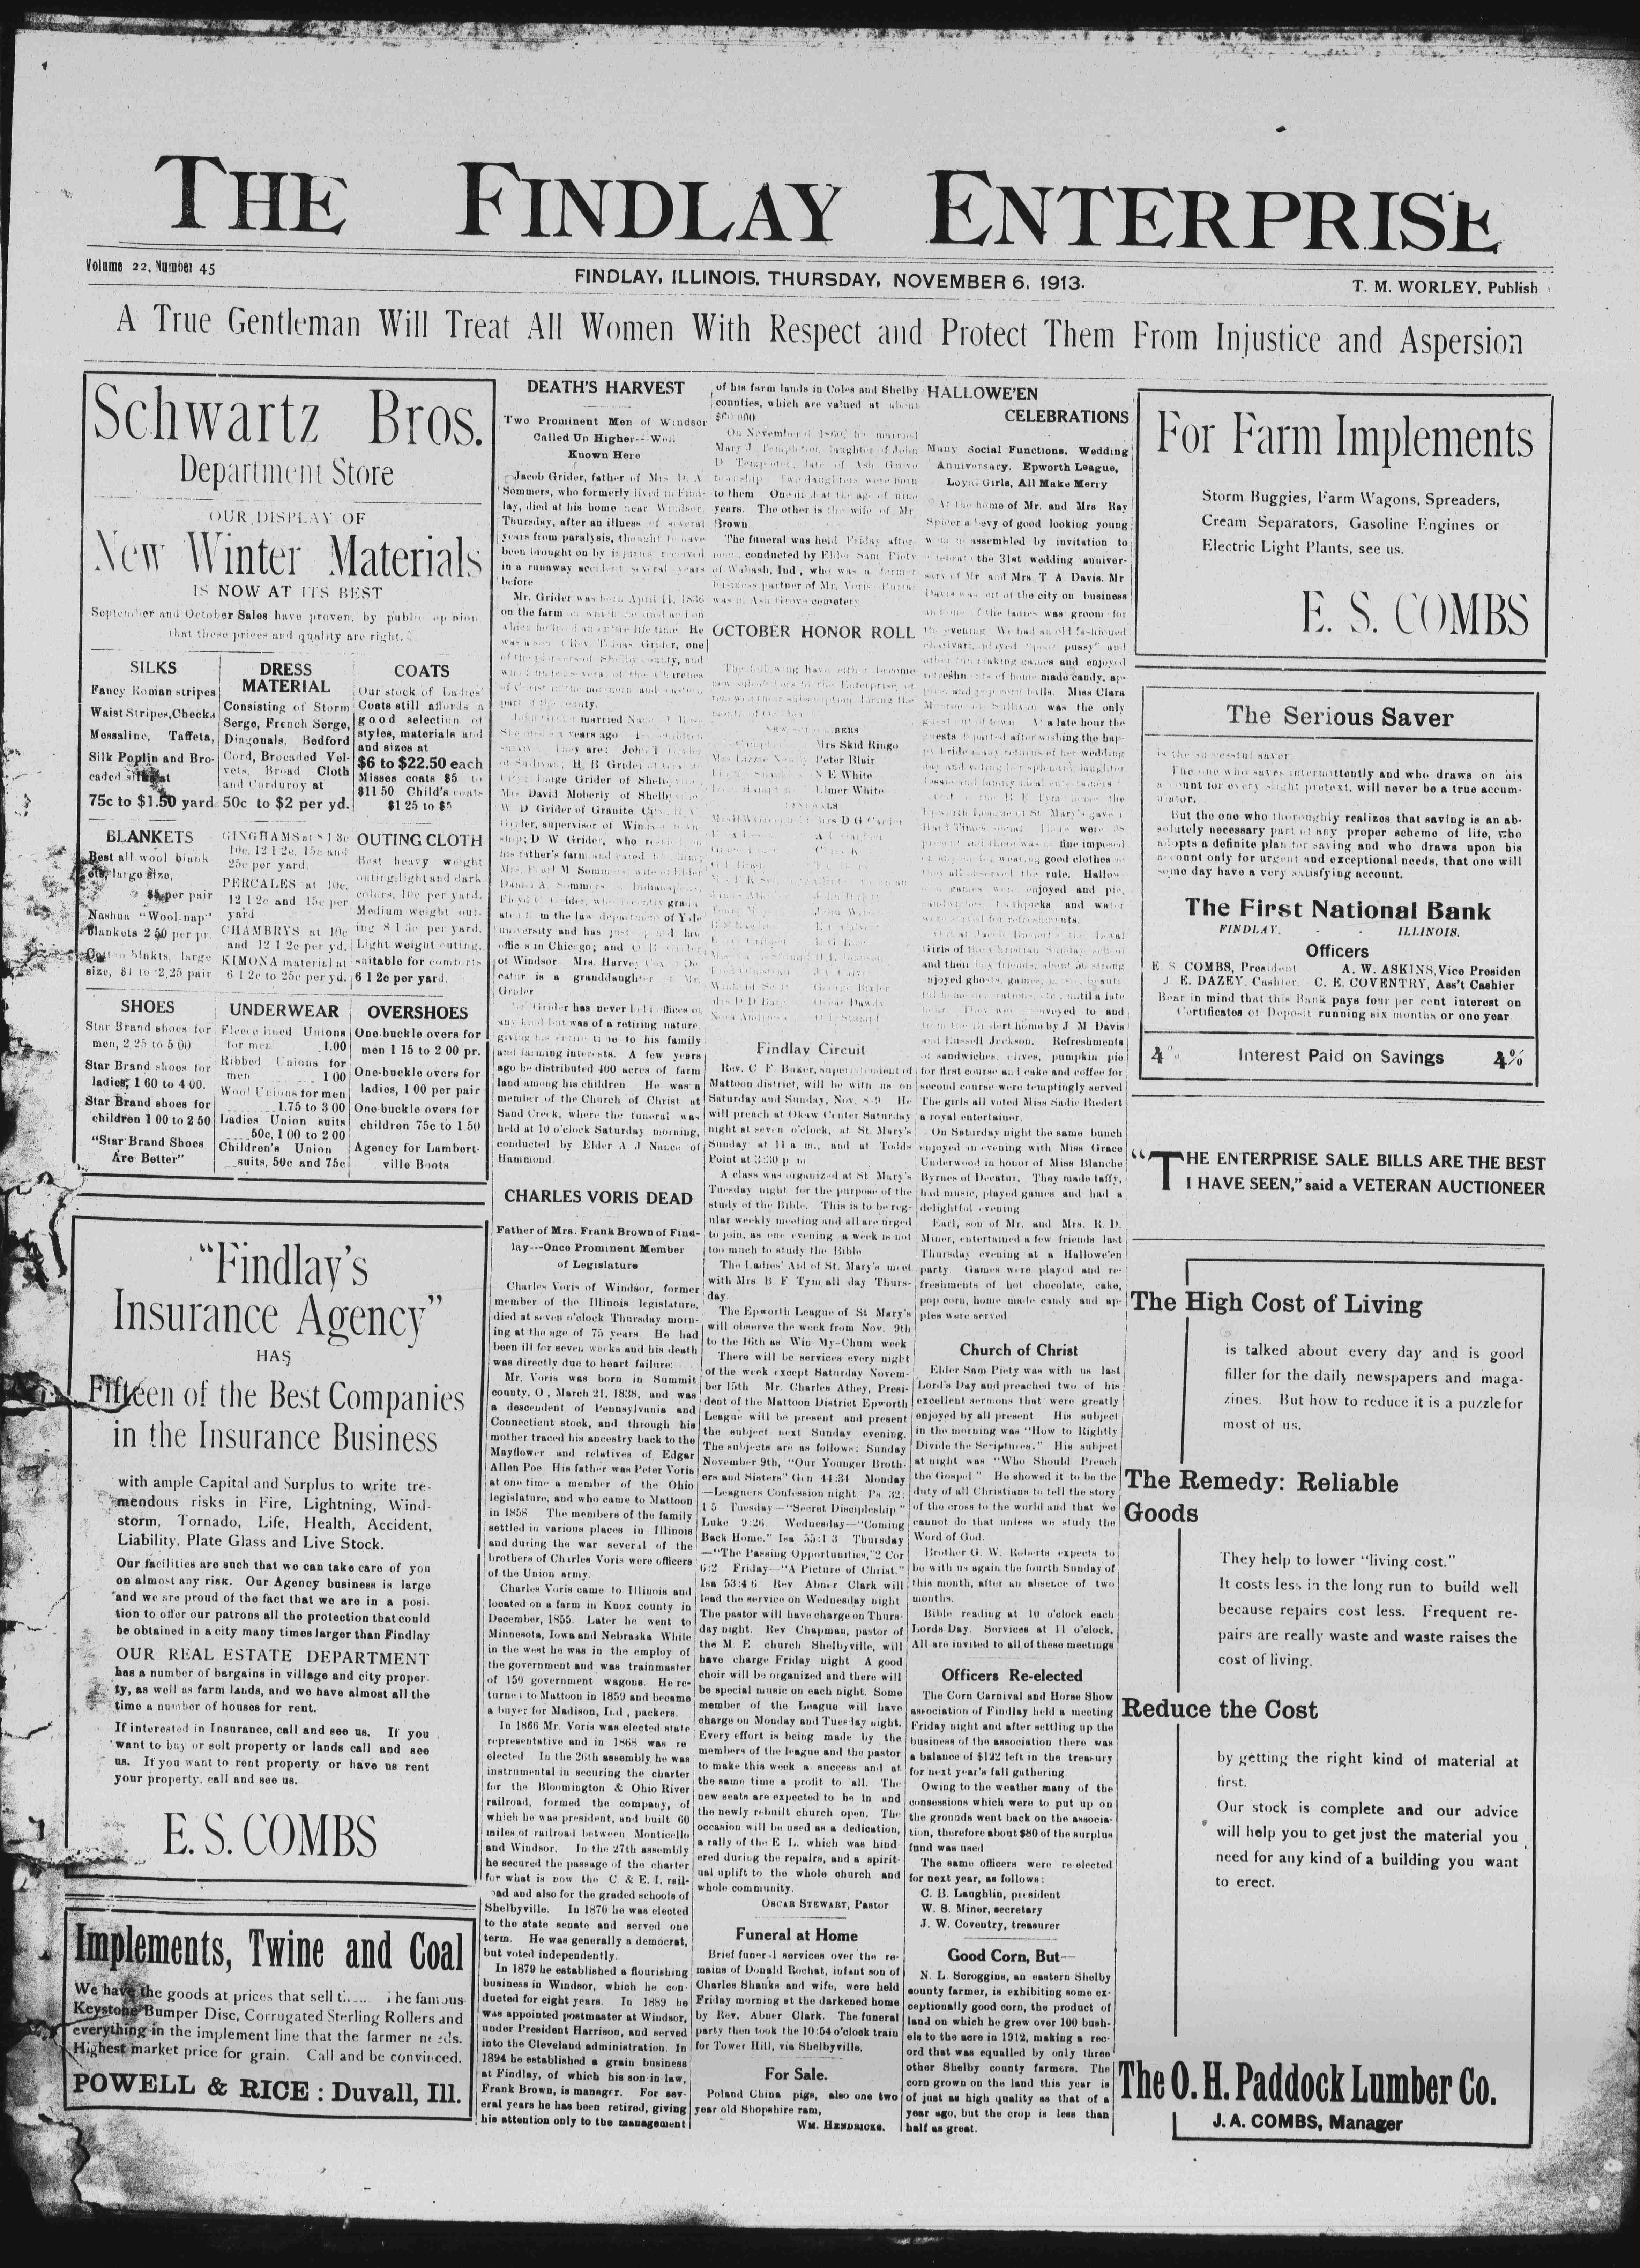 THE FINDLAY ENTERPRISE
Volume 22, Number 45
FINDLAY, ILLINOIS, THURSDAY, NOVEMBER 6, 1913.
T. M. WORLEY, Publish
A True Gentleman Will Treat All Women With Respect and Protect Them From Injustice and Aspersion
Schwartz Bros.
Department Store
OUR DISPLAY OF
New Winter Materials
IS NOW AT ITS BEST
September and October Sales have proven, by public opinion
that these prices and quality are right.
SILKS
Fancy Roman stripes
Waist Stripes, Checks
Messaline, Taffeta,
Silk Poplin and Bro-
caded silks at
75c to $1.50 yard
DRESS
MATERIAL
Consisting of Storm
Serge, French Serge,
Diagonals, Bedford
Cord, Brocaded Vel-
vets, Broad Cloth
and Corduroy at
50c to $2 per yd.
COATS
Our stock of Ladies'
Coats still affords a
good selection of
styles, materials and
and sizes at
$6 to $22.50 each
Misses coats $5 to
$11 50 Child's coats
$1 25 to $5
BLANKETS
Best all wool blank
ets, large size,
$5 per pair
Nashua "Wool-nap"
blankets 2 50 per pr.
Cotton blnkts, large
size, $1 to 2,25 pair
GINGHAMS at 8 1 3c
10c, 12 1 2c, 15c and
25c per yard.
PERCALES at 10c,
12 1 2c and 15c per
yard
CHAMBRYS at 10c
and 12 1 2c per yd.
KIMONA material at
6 1 2c to 25c per yd.
OUTING CLOTH
Best heavy weight
outing; light and dark
colors, 10c per yard.
Medium weight out-
ing 8 1 3c per yard.
Light weight outing,
suitable for comforts
6 1 2c per yard.
SHOES
Star Brand shoes for
men, 2,25 to 5 00
Star Brand shoes for
ladies, 1 60 to 4 00.
Star Brand shoes for
children 1 00 to 2 50
"Star Brand Shoes
Are Better"
UNDERWEAR
Fleece lined Unions
for men 1.00
Ribbed Unions for
men 1 00
Wool Unions for men
1.75 to 3 00
Ladies Union suits
50c, 1 00 to 2 00
Children's Union
suits, 50c and 75c
OVERSHOES
One-buckle overs for
men 1 15 to 2 00 pr.
One-buckle overs for
ladies, 1 00 per pair
One-buckle overs for
children 75c to 1 50
Agency for Lambert-
ville Boots
"Findlay's
Insurance Agency"
HAS
Fifteen of the Best Companies
in the Insurance Business
with ample Capital and Surplus to write tre-
mendous risks in Fire, Lightning, Wind-
storm, Tornado, Life, Health, Accident,
Liability, Plate Glass and Live Stock.
Our facilities are such that we can take care of you
on almost any risk. Our Agency business is large
and we are proud of the fact that we are in a posi-
tion to offer our patrons all the protection that could
be obtained in a city many times larger than Findlay
OUR REAL ESTATE DEPARTMENT
has a number of bargains in village and city proper-
ty, as well as farm lands, and we have almost all the
time a number of houses for rent.
If interested in Insurance, call and see us. If you
want to buy or sell property or lands call and see
us. If you want to rent property or have us rent
your property, call and see us.
E. S. COMBS
Implements, Twine and Coal
We have the goods at prices that sell The famous
Keystone Bumper Disc, Corrugated Sterling Rollers and
everything in the implement line that the farmer needs.
Highest market price for grain. Call and be convinced.
POWELL & RICE : Duvall, Ill.
DEATH'S HARVEST
Two Prominent Men of Windsor
Called Up Higher---Well
Known Here
Jacob Grider, father of Mrs D. A
Sommers, who formerly lived in Find-
lay, died at his home near Windsor,
Thursday, after an illness of several
years from paralysis, thought to have
been brought on by injuries received
in a runaway accident several years
before
Mr. Grider was born April 11, 1836
on the farm on which he died and on
which he lived an entire life time He
was a son of Rev. Tobias Grider, one
of the pioneers of Shelby county, and
who founded several of the Churches
of Christ in the northern and eastern
part of the county.
married
years ago
They are: John T
of Sullivan; H. B Grider
Grider of Shelbyville
Mrs David Moberly of Shelbyville,
W D Grider of Granite City
Grider, supervisor of Windsor
ship; D W Grider, who
his father's farm and cared for him;
Mrs
D. A. Sommers Indianapolis
Floyd C Grider, who recently gradu
ated from the law department of Yale
university and has law
offices in Chicago; and
of Windsor. Mrs. Harvey
is a granddaughter of Mr.
Grider
Mr Grider has never held offices of
any kind but was of a retiring nature
giving his entire time to his family
and farming interests. A few years
ago he distributed 400 acres of farm
land among his children He was a
member of the Church of Christ at
Sand Creek, where the funeral was
held at 10 o'clock Saturday morning,
conducted by Elder A J Nance of
Hammond.
CHARLES VORIS DEAD
Father of Mrs. Frank Brown of Find-
lay---Once Prominent Member
of Legislature
Charles Voris of Windsor, former
member of the Illinois legislature,
died at seven o'clock Thursday morn-
ing at the age of 75 years. He had
been ill for seven weeks and his death
was directly due to heart failure.
Mr. Voris was born in Summit
county, O , March 21, 1838, and was
a descendent of Pennsylvania and
Connecticut stock, and through his
mother traced his ancestry back to the
Mayflower and relatives of Edgar
Allen Poe His father was Peter Voris
at one time a member of the Ohio
legislature, and who came to Mattoon
in 1858 The members of the family
settled in various places in Illinois
and during the war several of the
brothers of Charles Voris were officers
of the Union army.
Charles Voris came to Illinois and
located on a farm in Knox county in
December, 1855. Later he went to
Minnesota, Iowa and Nebraska While
in the west he was in the employ of
the government and was trainmaster
of 150 government wagons. He re-
turned to Mattoon in 1859 and became
a buyer for Madison, Ind , packers.
In 1866 Mr. Voris was elected state
representative and in 1868 was re
elected In the 26th assembly he was
instrumental in securing the charter
for the Bloomington & Ohio River
railroad, formed the company, of
which he was president, and built 60
miles of railroad between Monticello
and Windsor. In the 27th assembly
he secured the passage of the charter
for what is now the C & E. I. rail-
oad and also for the graded schools of
Shelbyville. In 1870 he was elected
to the state senate and served one
term. He was generally a democrat,
but voted independently.
In 1879 he established a flourishing
business in Windsor, which he con
ducted for eight years. In 1889 he
was appointed postmaster at Windsor,
under President Harrison, and served
into the Cleveland administration. In
1894 he established a grain business
at Findlay, of which his son-in-law,
Frank Brown, is manager. For sev-
eral years he has been retired, giving
his attention only to the management
of his farm lands in Coles and Shelby
counties, which are valued at about
On November 6 1860, he married
Mary J. Templeton, daughter of John
D Templeton, late of Ash Grove
township Two daughters were born
to them One died at the age of nine
years. The other is the wife of Mr
Brown
The funeral was held Friday after-
noon, conducted by Elder Sam Piety
of Wabash, Ind , who was a former
business partner of Mr. Voris Burial
was in Ash Grove cemetery
OCTOBER HONOR ROLL
The following have either become
new subscribers to the Enterprise, or
renewed their subscription during the
month of October
Mrs Skid Ringo
Peter Blair
N E White
Elmer White
Findlay Circuit
Rev. C F. Buker, superintendent of
Mattoon district, will be with us on
Saturday and Sunday, Nov. 8-9 He
will preach at Okaw Center Saturday
night at seven o'clock, at St. Mary's
Sunday at 11 a m., and at Todds
Point at 3:30 p m
A class was organized at St Mary's
Tuesday night for the purpose of the
study of the Bible. This is to be reg-
ular weekly meeting and all are urged
to join, as one evening a week is not
too much to study the Bible
The Ladies' Aid of St. Mary's meet
with Mrs B. F Tym all day Thurs-
day.
The Epworth League of St Mary's
will observe the week from Nov. 9th
to the 16th as Win-My-Chum week
There will be services every night
of the week except Saturday Novem-
ber 15th Mr. Charles Athey, Presi-
dent of the Mattoon District Epworth
League will be present and present
the subject next Sunday evening.
The subjects are as follows: Sunday
November 9th, "Our Younger Broth-
ers and Sisters" Gen 44:34 Monday
—Leaguers Confession night. Ps. 32:
1 5 Tuesday—"Secret Discipleship."
Luke 9:26. Wednesday—"Coming
Back Home." Isa 55:1 3 Thursday
—"The Passing Opportunities," 2 Cor
6:2 Friday—"A Picture of Christ."
Isa 53:4 6 Rev Abner Clark will
lead the service on Wednesday night
The pastor will have charge on Thurs-
day night. Rev Chapman, pastor of
the M. E. church Shelbyville, will
have charge Friday night A good
choir will be organized and there will
be special music on each night. Some
member of the League will have
charge on Monday and Tuesday night.
Every effort is being made by the
members of the league and the pastor
to make this week a success and at
the same time a profit to all. The
new seats are expected to be in and
the newly rebuilt church open. The
occasion will be used as a dedication,
a rally of the E L. which was hind
ered during the repairs, and a spirit-
ual uplift to the whole church and
whole community.
OSCAR STEWART, Pastor
Funeral at Home
Brief funeral services over the re-
mains of Donald Rochat, infant son of
Charles Shanks and wife, were held
Friday morning at the darkened home
by Rev. Abner Clark. The funeral
party then took the 10:54 o'clock train
for Tower Hill, via Shelbyville.
For Sale.
Poland China pigs, also one two
year old Shopshire ram,
WM. HENDRICKS.
HALLOWE'EN
CELEBRATIONS
Many Social Functions. Wedding
Anniversary. Epworth League,
Loyal Girls, All Make Merry
At the home of Mr. and Mrs Ray
Spicer a bevy of good looking young
women assembled by invitation to
celebrate the 31st wedding anniver-
sary of Mr and Mrs T A. Davis. Mr
Davis was out of the city on business
and one of the ladies was groom for
the evening We had an old fashioned
charivari, played "poor pussy" and
other making games and enjoyed
refreshments of home made candy, ap-
ples and pop corn balls. Miss Clara
Monroe of Sullivan was the only
guest out of town At a late hour the
guests departed after wishing the hap-
py bride many returns of her wedding
day and voting her splendid daughter
Out at the B F Tym home the
Epworth League of St Mary's gave a
Hard Times social There were 38
present and there was a fine imposed
on wearing good clothes
they all observed the rule. Hallow
games were enjoyed and pie,
sandwiches toothpicks and water
were served for refreshments.
Loyal
Girls of the Christian Sunday school
and then boy friends, about 36 strong
enjoyed ghosts, games,
decorations, etc , until a late
hour They were conveyed to and
from the Biedert home by J M Davis
and Russell Jackson. Refreshments
of sandwiches, olives, pumpkin pie
for first course and cake and coffee for
second course were temptingly served
The girls all voted Miss Sadie Biedert
a royal entertainer.
On Saturday night the same bunch
enjoyed an evening with Miss Grace
Underwood in honor of Miss Blanche
Byrnes of Decatur. They made taffy,
had music, played games and had a
delightful evening
Earl, son of Mr. and Mrs. R. D.
Miner, entertained a few friends last
Thursday evening at a Hallowe'en
party Games were played and re-
freshments of hot chocolate, cake,
pop corn, home made candy and ap-
ples were served
Church of Christ
Elder Sam Piety was with us last
Lord's Day and preached two of his
excellent sermons that were greatly
enjoyed by all present His subject
in the morning was "How to Rightly
Divide the Scriptures." His subject
at night was "Who Should Preach
the Gospel" He showed it to be the
duty of all Christians to tell the story
of the cross to the world and that we
cannot do that unless we study the
Word of God.
Brother G. W. Roberts expects to
be with us again the fourth Sunday of
this month, after an absence of two
months.
Bible reading at 10 o'clock each
Lords Day. Services at 11 o'clock,
All are invited to all of these meetings
Officers Re-elected
The Corn Carnival and Horse Show
association of Findlay held a meeting
Friday night and after settling up the
business of the association there was
a balance of $122 left in the treasury
for next year's fall gathering.
Owing to the weather many of the
consessions which were to put up on
the grounds went back on the associa-
tion, therefore about $80 of the surplus
fund was used
The same officers were re-elected
for next year, as follows:
C. B. Laughlin, president
W. S. Minor, secretary
J. W. Coventry, treasurer
Good Corn, But—
N. L. Scroggins, an eastern Shelby
county farmer, is exhibiting some ex-
ceptionally good corn, the product of
land on which he grew over 100 bush-
els to the acre in 1912, making a rec-
ord that was equalled by only three
other Shelby county farmers. The
corn grown on the land this year is
of just as high quality as that of a
year ago, but the crop is less than
half as great.
For Farm Implements
Storm Buggies, Farm Wagons, Spreaders,
Cream Separators, Gasoline Engines or
Electric Light Plants, see us.
E. S. COMBS
The Serious Saver
is the successful saver.
The one who saves intermittently and who draws on his
account for every slight pretext, will never be a true accum-
ulator.
But the one who thoroughly realizes that saving is an ab-
solutely necessary part of any proper scheme of life, who
adopts a definite plan for saving and who draws upon his
account only for urgent and exceptional needs, that one will
some day have a very satisfying account.
The First National Bank
FINDLAY, - ILLINOIS.
Officers
E. S COMBS, President A. W. ASKINS, Vice Presiden
J. E. DAZEY, Cashier C. E. COVENTRY, Ass't Cashier
Bear in mind that this Bank pays four per cent interest on
Certificates of Deposit running six months or one year
4% Interest Paid on Savings 4%
"THE ENTERPRISE SALE BILLS ARE THE BEST
I HAVE SEEN," said a VETERAN AUCTIONEER
The High Cost of Living
is talked about every day and is good
filler for the daily newspapers and maga-
zines. But how to reduce it is a puzzle for
most of us.
The Remedy: Reliable
Goods
They help to lower "living cost."
It costs less in the long run to build well
because repairs cost less. Frequent re-
pairs are really waste and waste raises the
cost of living.
Reduce the Cost
by getting the right kind of material at
first.
Our stock is complete and our advice
will help you to get just the material you
need for any kind of a building you want
to erect.
The O. H. Paddock Lumber Co.
J. A. COMBS, Manager